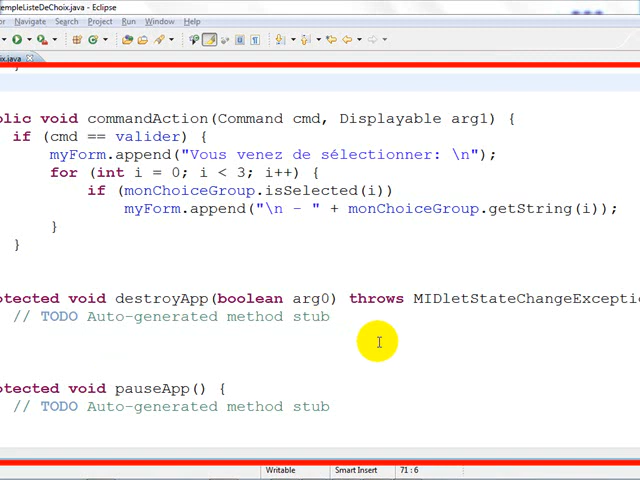 empleListeDeChoix.java - Eclipse
Navigate Search Project Run Window Help
ix.java
}
blic void commandAction(Command cmd, Displayable arg1) {
if (cmd == valider) {
myForm.append("Vous venez de sélectionner: \n");
for (int i = 0; i < 3; i++) {
if (monChoiceGroup.isSelected(i))
myForm.append("\n - " + monChoiceGroup.getString(i));
}
}
otected void destroyApp(boolean arg0) throws MIDletStateChangeExceptio
// TODO Auto-generated method stub
otected void pauseApp() {
// TODO Auto-generated method stub
Writable Smart Insert 71 : 6